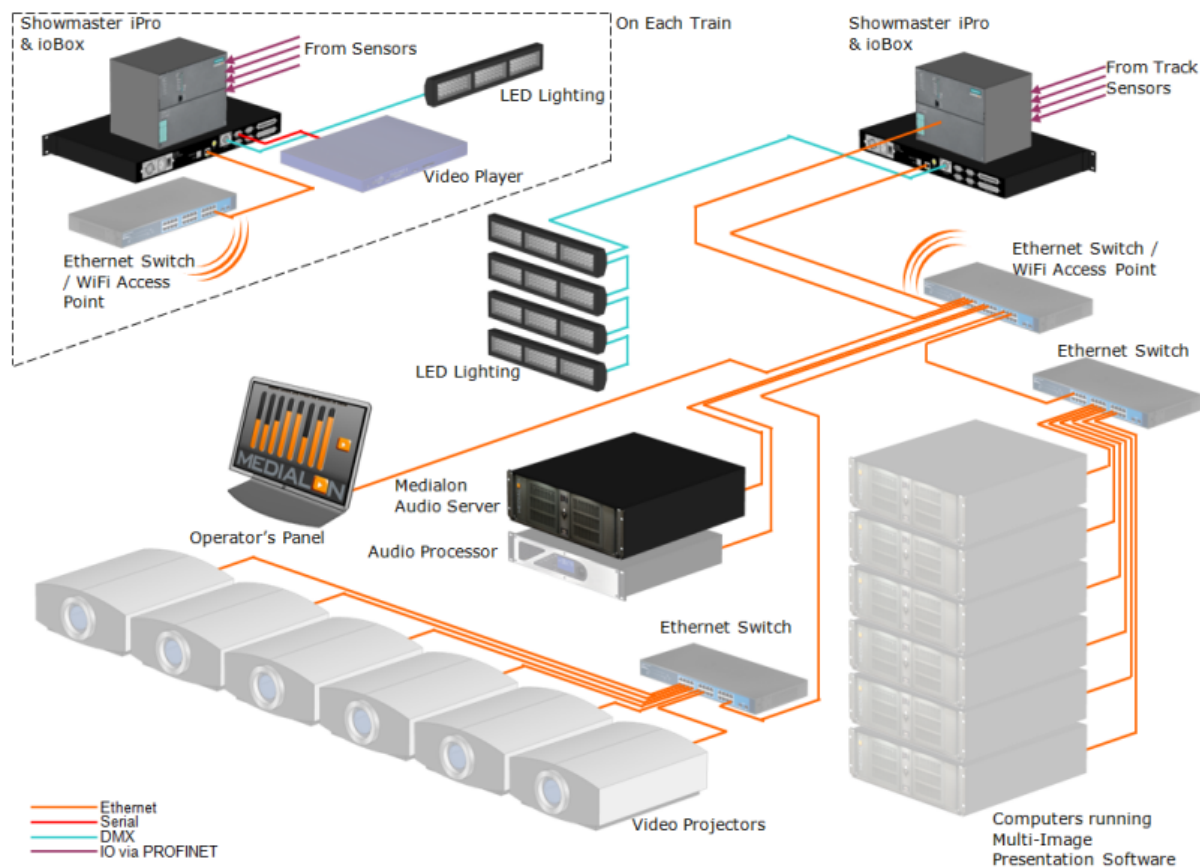 Showmaster iPro
& ioBox
From Sensors
LED Lighting
Video Player
Ethernet Switch
/ WiFi Access
Point
On Each Train
Showmaster iPro
& ioBox
From Track
Sensors
Ethernet Switch /
WiFi Access Point
Ethernet Switch
LED Lighting
MEDIALON
Operator's Panel
Medialon
Audio Server
Audio Processor
Ethernet Switch
Video Projectors
Computers running
Multi-Image
Presentation Software
Ethernet
Serial
DMX
IO via PROFINET